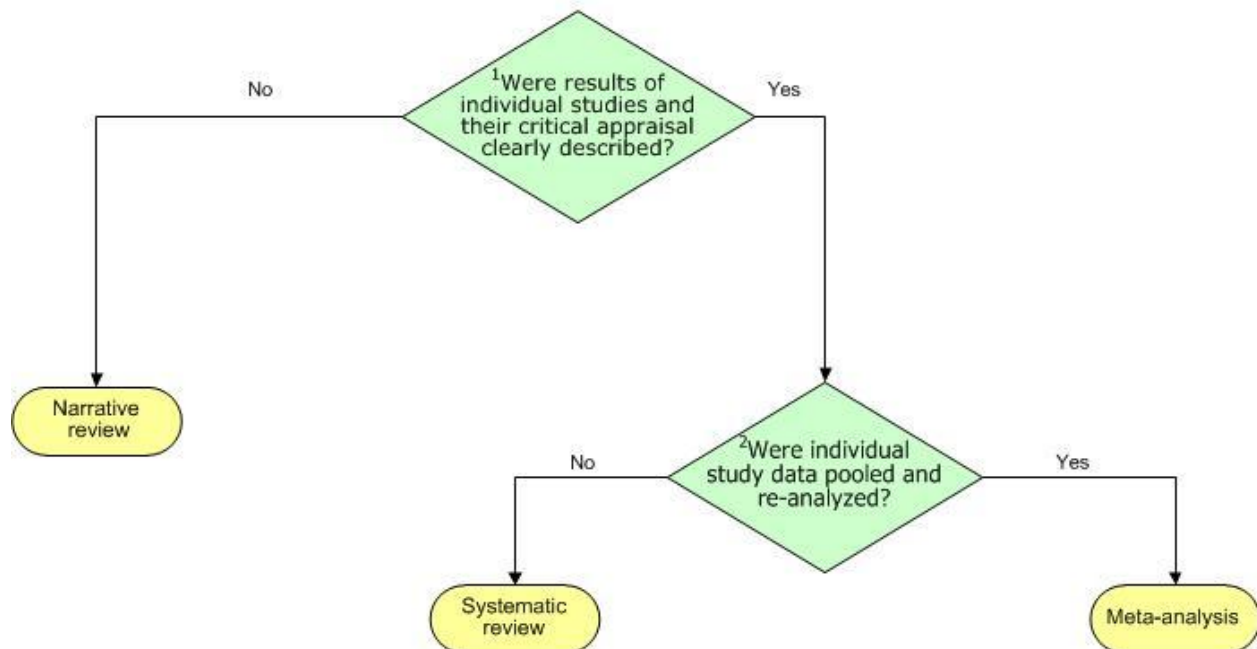 No
¹Were results of
individual studies and
their critical appraisal
clearly described?
Yes
Narrative
review
No
²Were individual
study data pooled and
re-analyzed?
Yes
Systematic
review
Meta-analysis